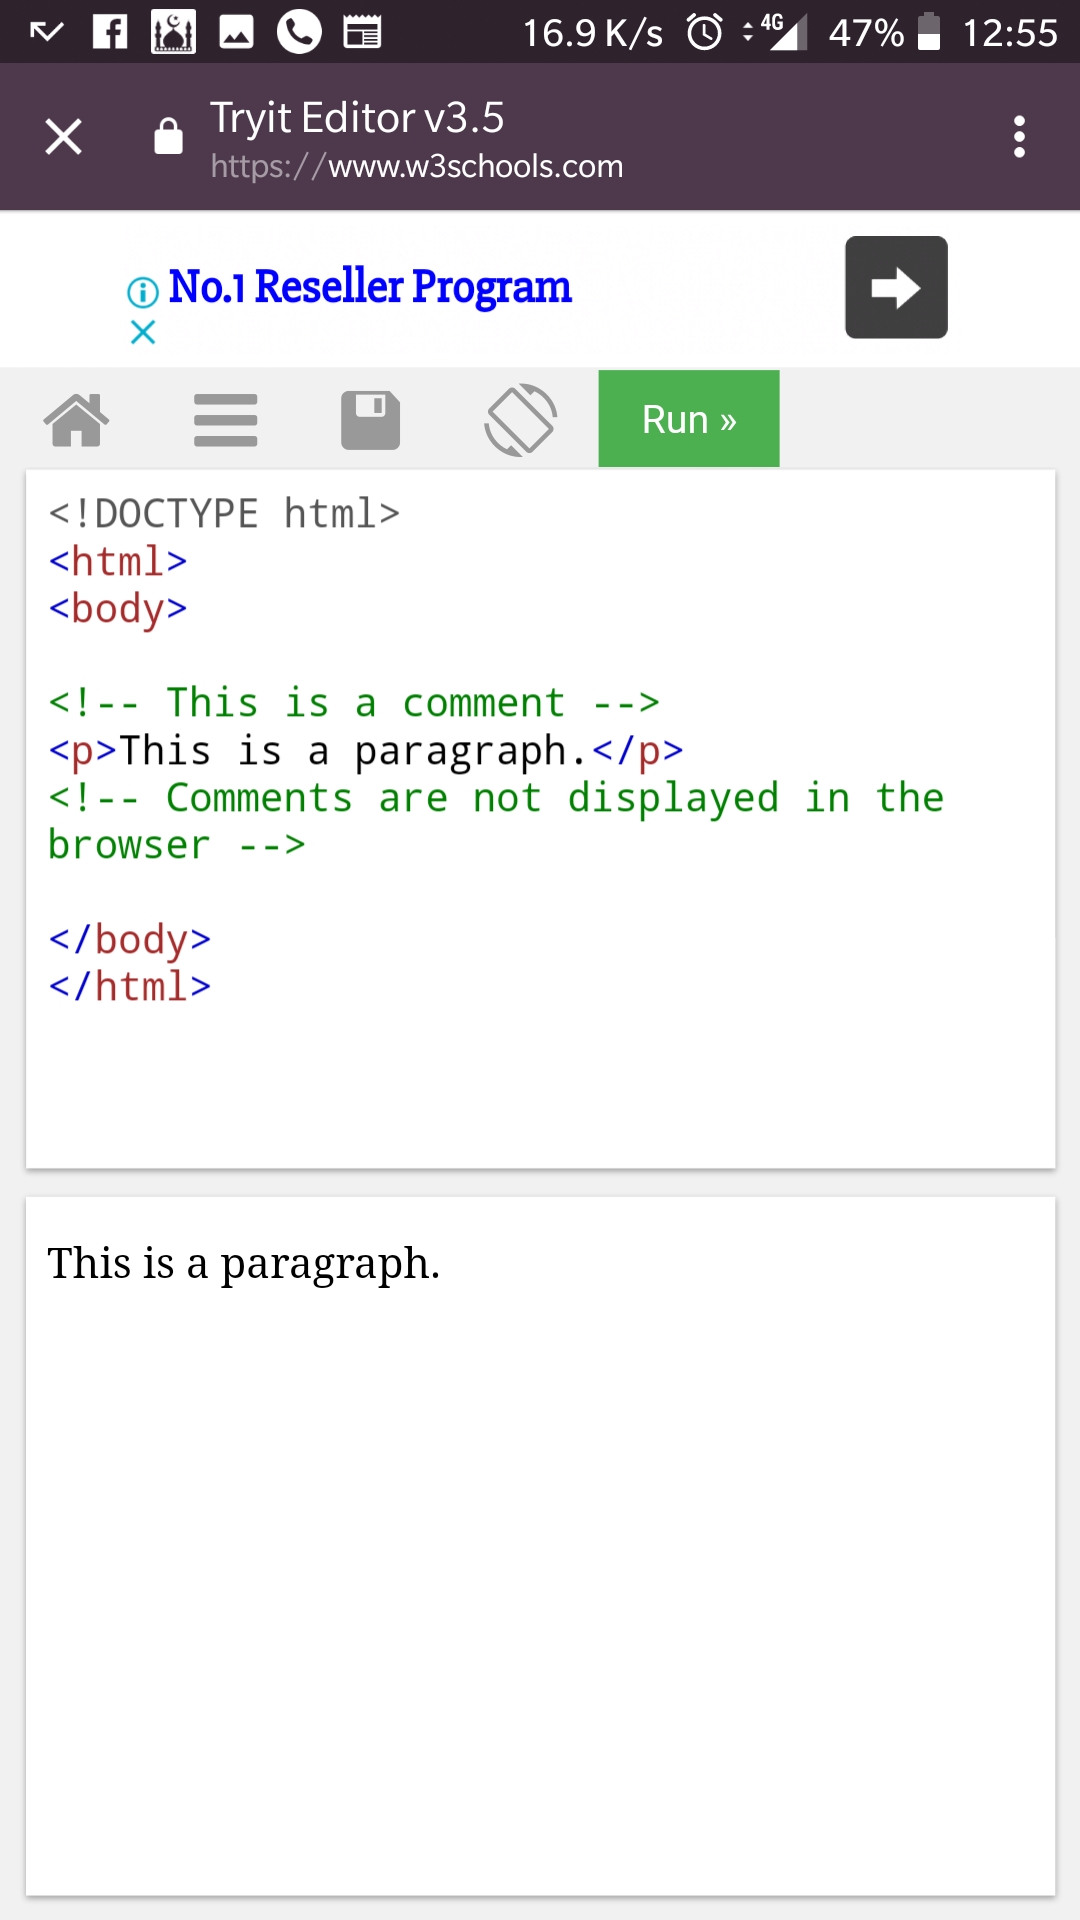 16.9 K/s 4G 47% 12:55
Tryit Editor v3.5
https://www.w3schools.com
No.1 Reseller Program
Run »
<!DOCTYPE html>
<html>
<body>
<!-- This is a comment -->
<p>This is a paragraph.</p>
<!-- Comments are not displayed in the
browser -->
</body>
</html>
This is a paragraph.